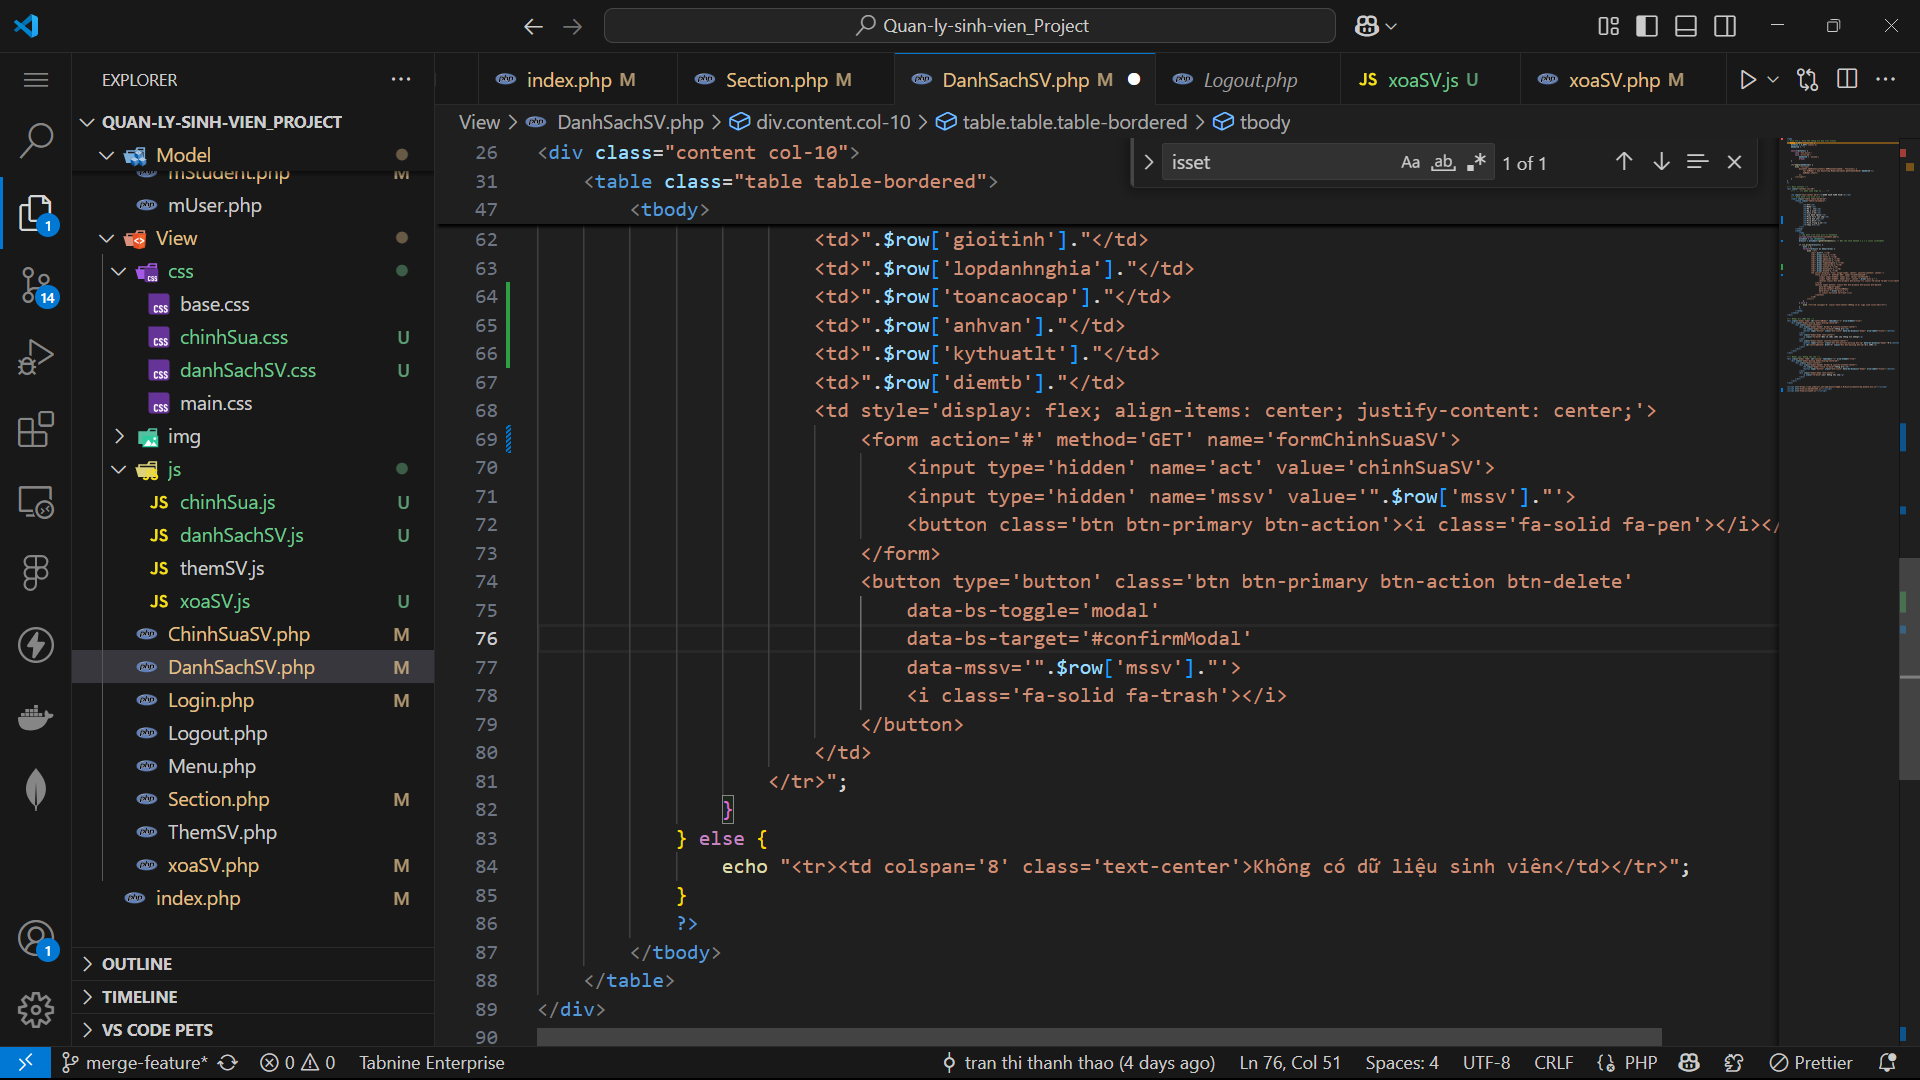 Quan-ly-sinh-vien_Project
EXPLORER
index.php M
Section.php M
DanhSachSV.php M
Logout.php
JS xoaSV.js U
xoaSV.php M
QUAN-LY-SINH-VIEN_PROJECT
Model
mStudent.php
mUser.php
View
css
base.css
chinhSua.css U
danhSachSV.css U
main.css
img
js
JS chinhSua.js U
JS danhSachSV.js U
JS themSV.js
JS xoaSV.js U
ChinhSuaSV.php M
DanhSachSV.php M
Login.php M
Logout.php
Menu.php
Section.php M
ThemSV.php
xoaSV.php M
index.php M
OUTLINE
TIMELINE
VS CODE PETS
1
14
1
View > DanhSachSV.php > div.content.col-10 > table.table.table-bordered > tbody
isset Aa ab .* 1 of 1
26 <div class="content col-10">
31 <table class="table table-bordered">
47 <tbody>
62 <td>".$row['gioitinh']."</td>
63 <td>".$row['lopdanhnghia']."</td>
64 <td>".$row['toancaocap']."</td>
65 <td>".$row['anhvan']."</td>
66 <td>".$row['kythuatlt']."</td>
67 <td>".$row['diemtb']."</td>
68 <td style='display: flex; align-items: center; justify-content: center;'>
69 <form action='#' method='GET' name='formChinhSuaSV'>
70 <input type='hidden' name='act' value='chinhSuaSV'>
71 <input type='hidden' name='mssv' value='".$row['mssv']."'>
72 <button class='btn btn-primary btn-action'><i class='fa-solid fa-pen'></i></
73 </form>
74 <button type='button' class='btn btn-primary btn-action btn-delete'
75 data-bs-toggle='modal'
76 data-bs-target='#confirmModal'
77 data-mssv='".$row['mssv']."'>
78 <i class='fa-solid fa-trash'></i>
79 </button>
80 </td>
81 </tr>";
82 }
83 } else {
84 echo "<tr><td colspan='8' class='text-center'>Không có dữ liệu sinh viên</td></tr>";
85 }
86 ?>
87 </tbody>
88 </table>
89 </div>
90
merge-feature* 0 0 Tabnine Enterprise tran thi thanh thao (4 days ago) Ln 76, Col 51 Spaces: 4 UTF-8 CRLF {} PHP Prettier